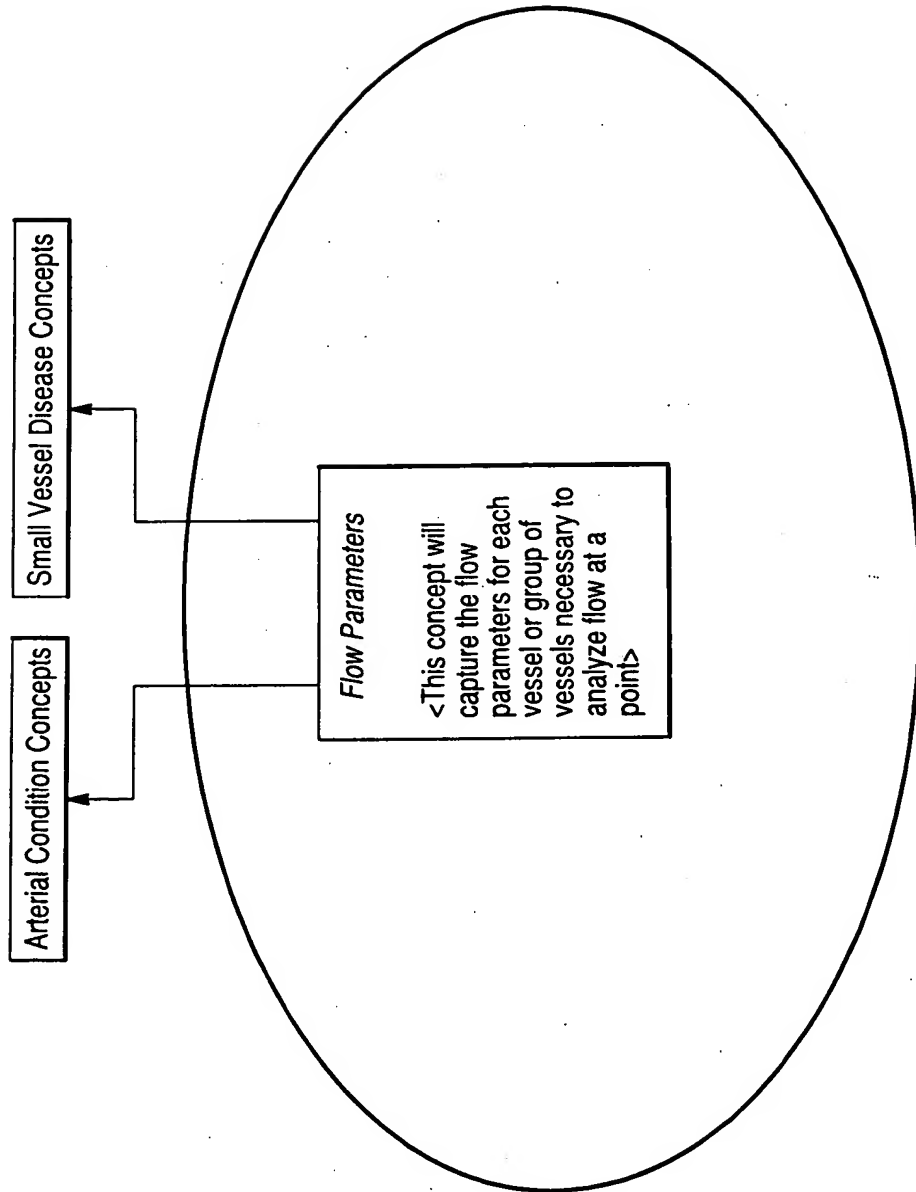 Arterial Condition Concepts
Small Vessel Disease Concepts
Flow Parameters
<This concept will
capture the flow
parameters for each
vessel or group of
vessels necessary to
analyze flow at a
point>